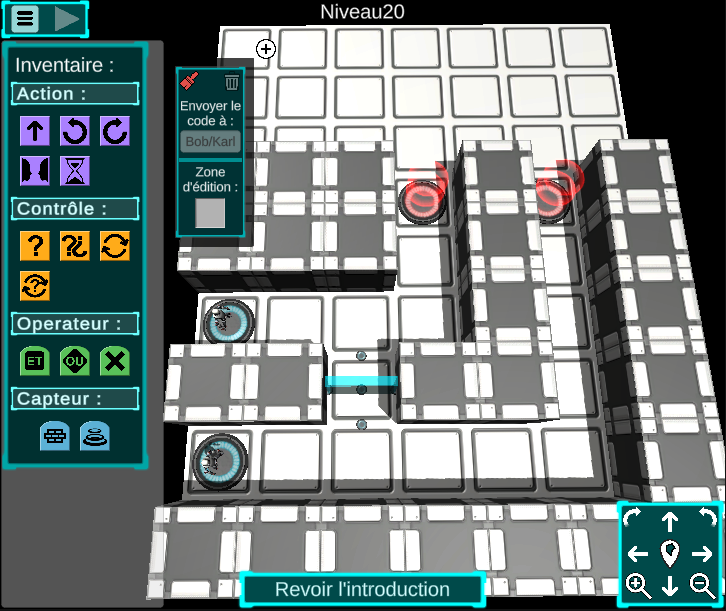 Niveau20
Inventaire :
Action :
Contrôle :
Operateur :
ET
OU
Capteur :
Envoyer le
code à :
Bob/Karl
Zone
d'édition :
Revoir l'introduction